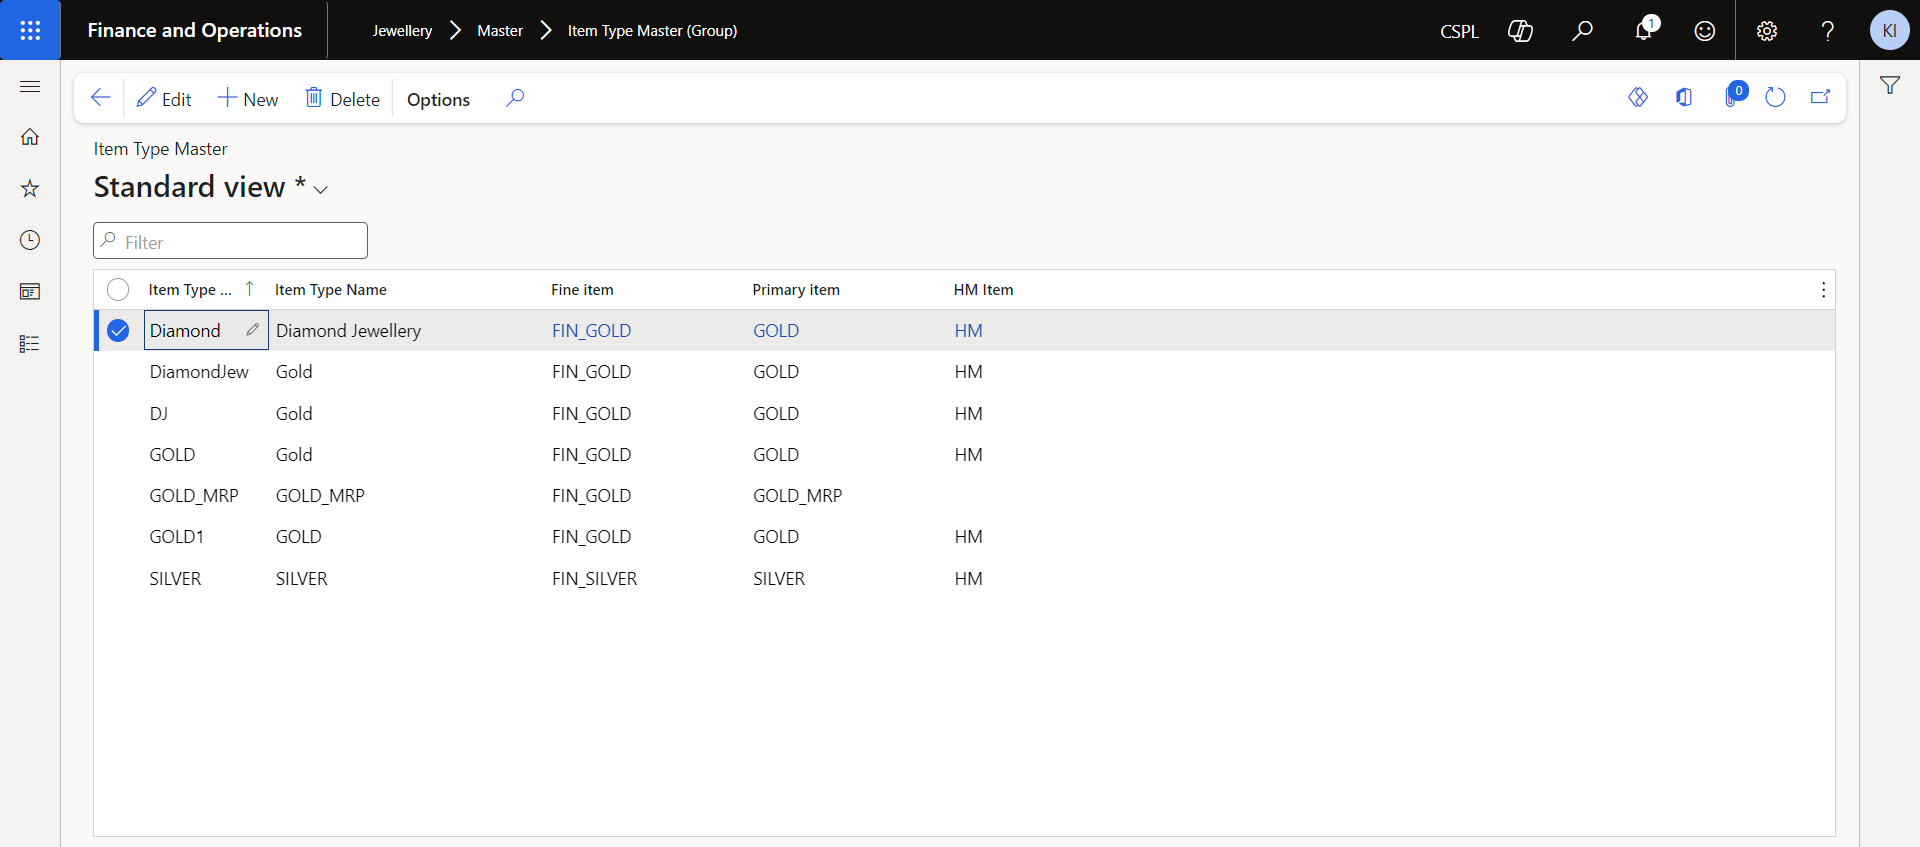 Finance and Operations Jewellery Master Item Type Master (Group) CSPL 1 KI
Edit New Delete Options 0
Item Type Master
Standard view *
Filter
Item Type ... Item Type Name Fine item Primary item HM Item
Diamond Diamond Jewellery FIN_GOLD GOLD HM
DiamondJew Gold FIN_GOLD GOLD HM
DJ Gold FIN_GOLD GOLD HM
GOLD Gold FIN_GOLD GOLD HM
GOLD_MRP GOLD_MRP FIN_GOLD GOLD_MRP
GOLD1 GOLD FIN_GOLD GOLD HM
SILVER SILVER FIN_SILVER SILVER HM